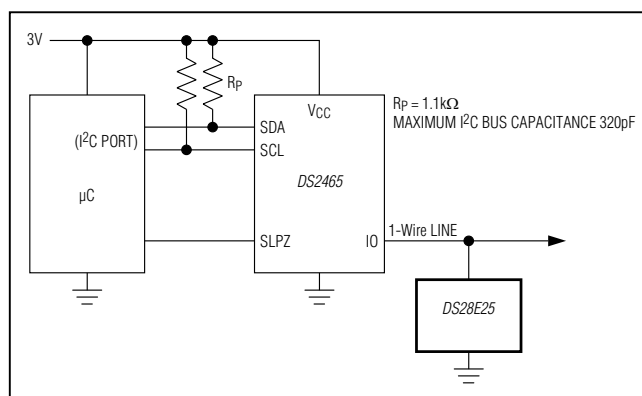 3V
RP
VCC
RP = 1.1kΩ
MAXIMUM I²C BUS CAPACITANCE 320pF
(I²C PORT)
SDA
SCL
DS2465
µC
SLPZ
IO
1-Wire LINE
DS28E25